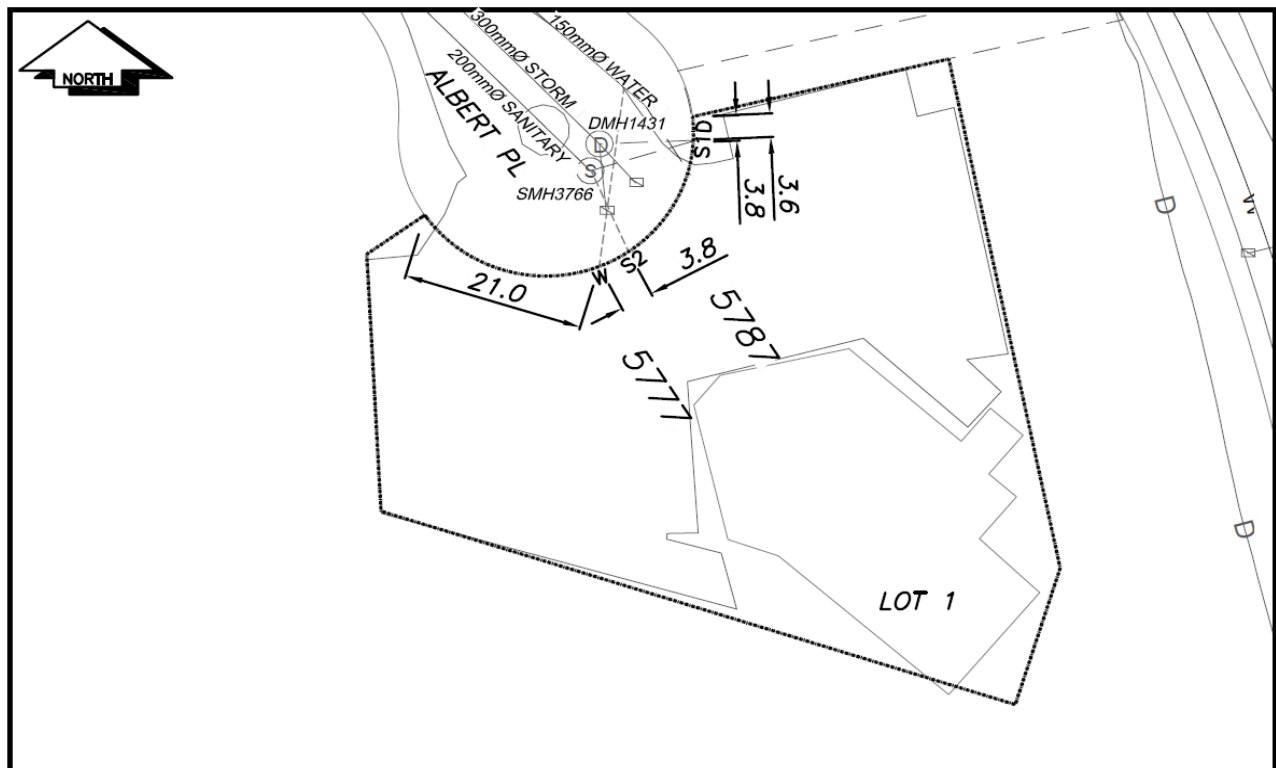 NORTH
300mmØ STORM
150mmØ WATER
200mmØ SANITARY
ALBERT PL
DMH1431
D
S
SMH3766
D
S1
3.6
3.8
W
S2
3.8
21.0
5787
5777
LOT 1
D
W
D